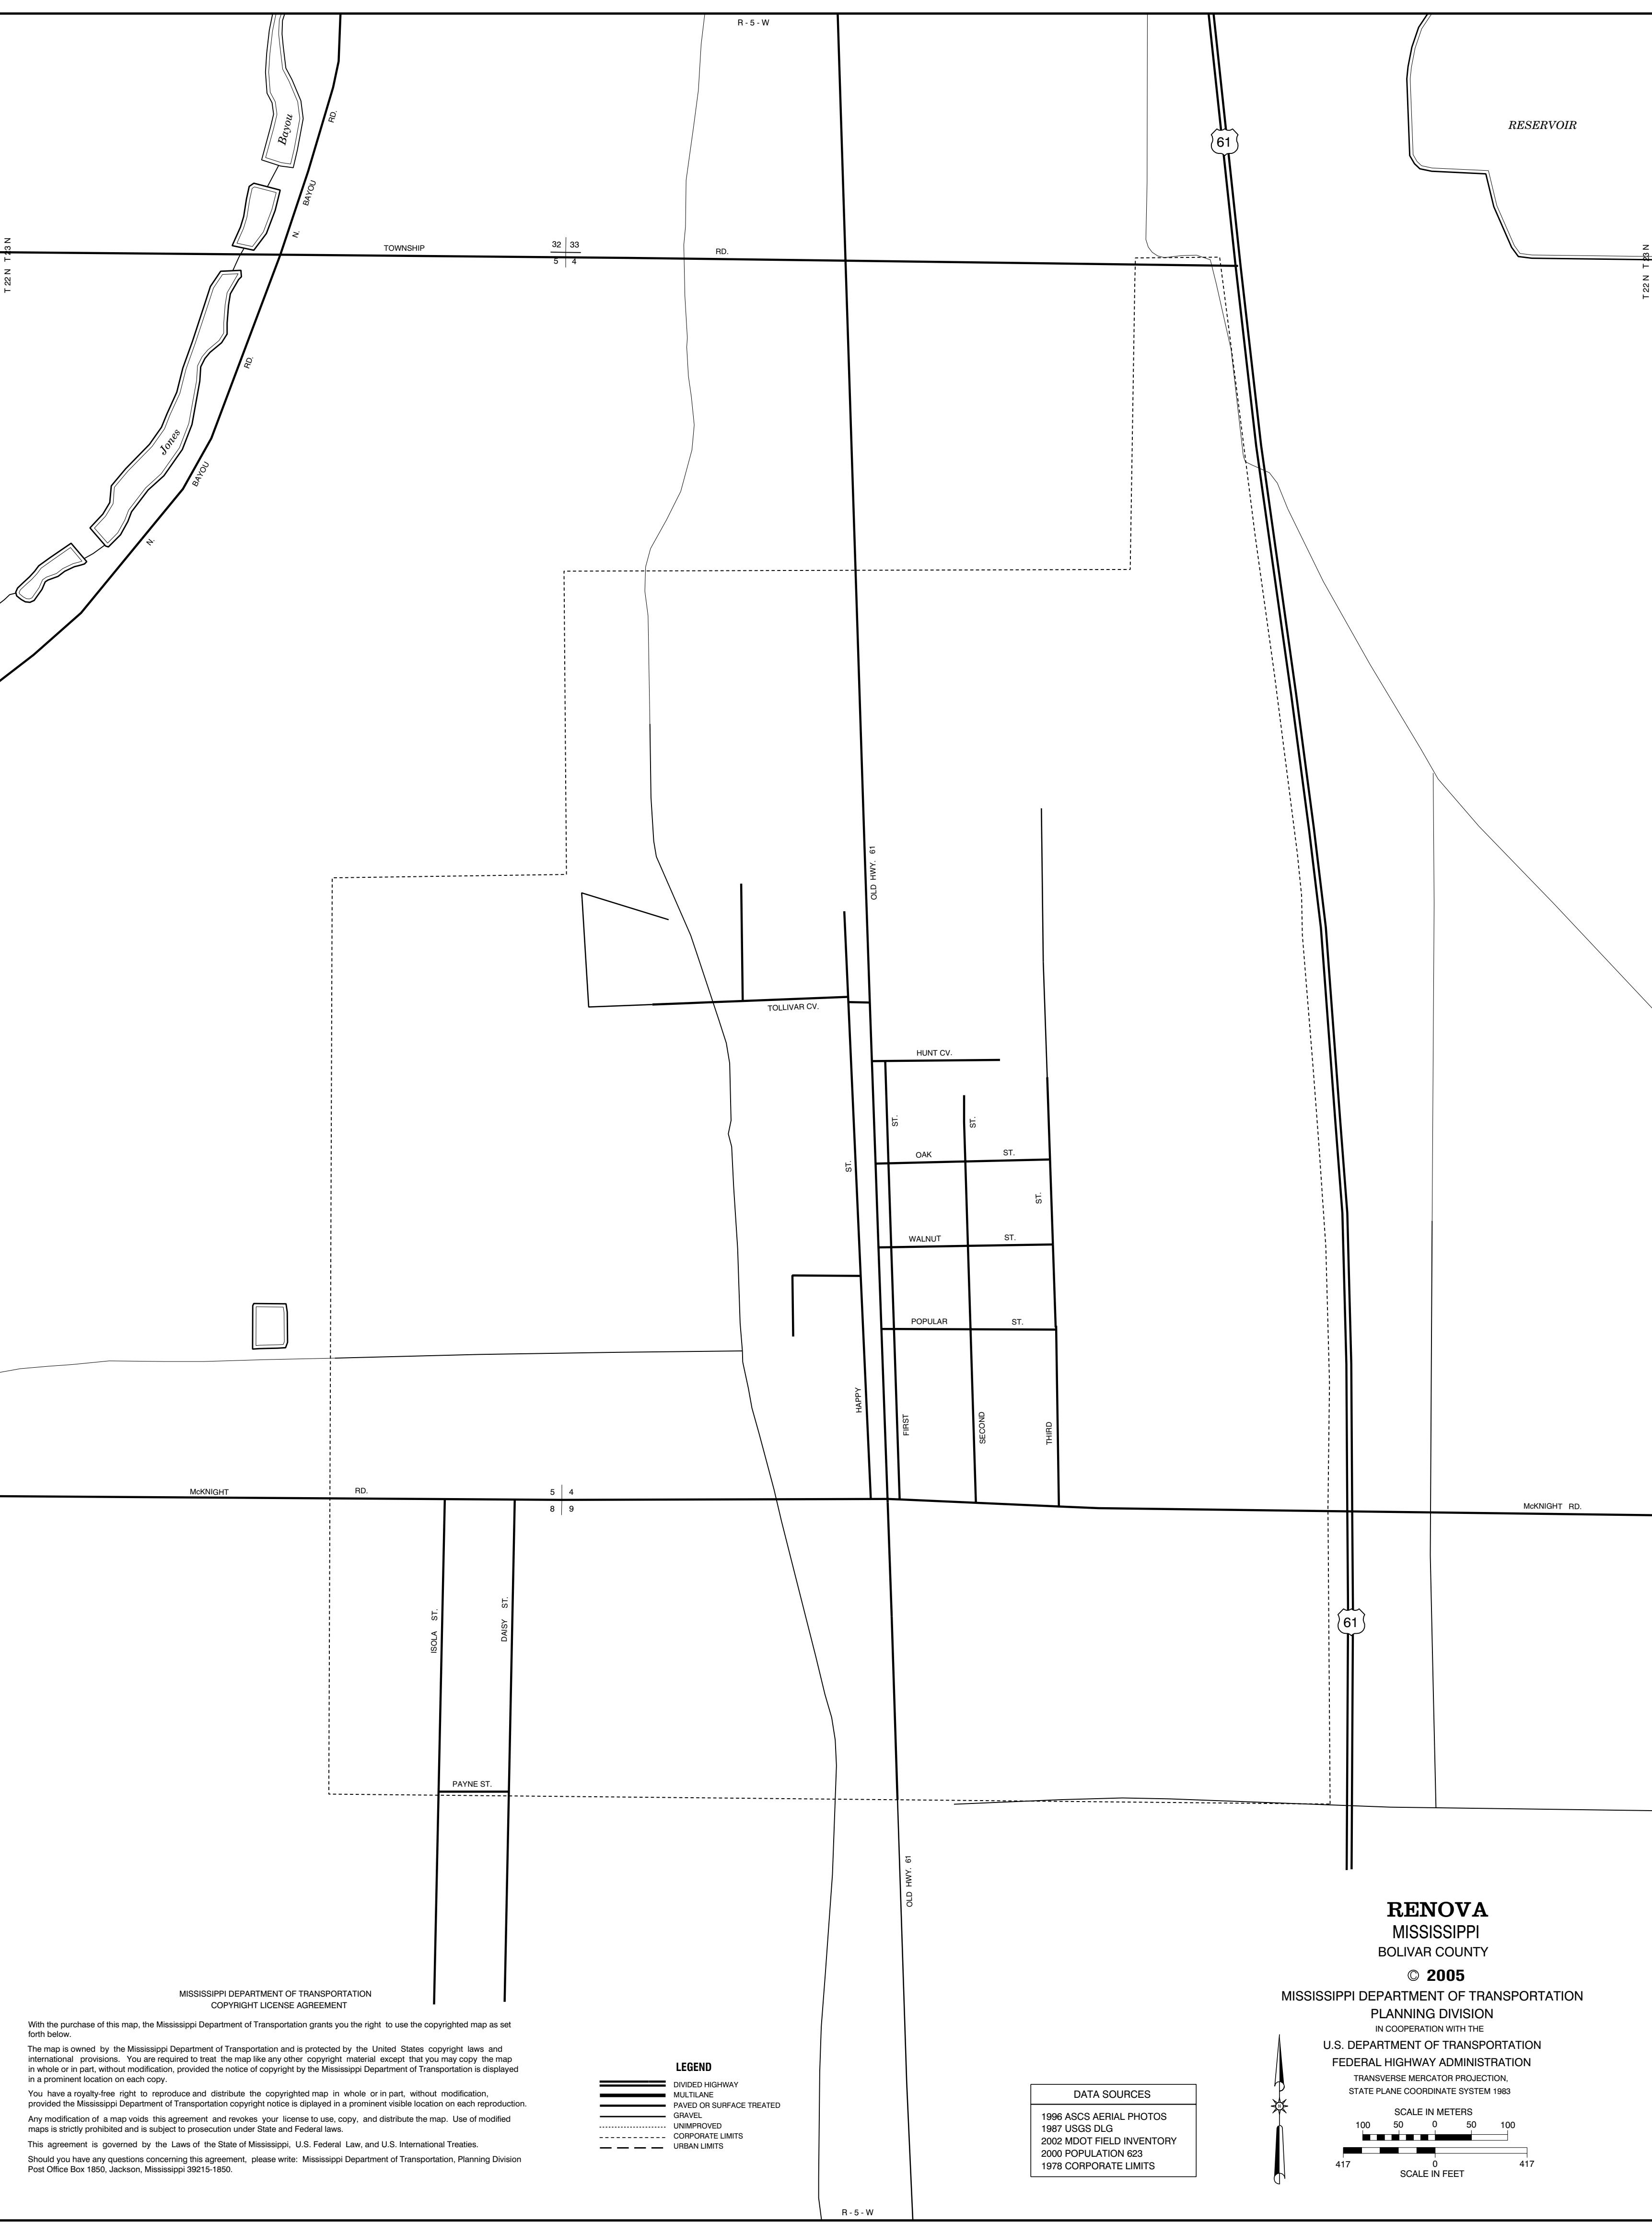 R - 5 - W
Bayou
RD.
61
RESERVOIR
BAYOU
N.
TOWNSHIP
32 33
5 4
RD.
T 23 N
T 22 N
T 23 N
T 22 N
RD.
Jones
BAYOU
N.
OLD HWY. 61
TOLLIVAR CV.
HUNT CV.
ST.
ST.
OAK ST.
ST.
ST.
WALNUT ST.
POPULAR ST.
HAPPY
FIRST
SECOND
THIRD
McKNIGHT RD.
5 4
8 9
McKNIGHT RD.
ISOLA ST.
DAISY ST.
61
PAYNE ST.
OLD HWY. 61
RENOVA
MISSISSIPPI
BOLIVAR COUNTY
© 2005
MISSISSIPPI DEPARTMENT OF TRANSPORTATION
PLANNING DIVISION
IN COOPERATION WITH THE
U.S. DEPARTMENT OF TRANSPORTATION
FEDERAL HIGHWAY ADMINISTRATION
TRANSVERSE MERCATOR PROJECTION,
STATE PLANE COORDINATE SYSTEM 1983
SCALE IN METERS
100 50 0 50 100
417 0 417
SCALE IN FEET
MISSISSIPPI DEPARTMENT OF TRANSPORTATION
COPYRIGHT LICENSE AGREEMENT
With the purchase of this map, the Mississippi Department of Transportation grants you the right to use the copyrighted map as set
forth below.
The map is owned by the Mississippi Department of Transportation and is protected by the United States copyright laws and
international provisions. You are required to treat the map like any other copyright material except that you may copy the map
in whole or in part, without modification, provided the notice of copyright by the Mississippi Department of Transportation is displayed
in a prominent location on each copy.
You have a royalty-free right to reproduce and distribute the copyrighted map in whole or in part, without modification,
provided the Mississippi Department of Transportation copyright notice is diplayed in a prominent visible location on each reproduction.
Any modification of a map voids this agreement and revokes your license to use, copy, and distribute the map. Use of modified
maps is strictly prohibited and is subject to prosecution under State and Federal laws.
This agreement is governed by the Laws of the State of Mississippi, U.S. Federal Law, and U.S. International Treaties.
Should you have any questions concerning this agreement, please write: Mississippi Department of Transportation, Planning Division
Post Office Box 1850, Jackson, Mississippi 39215-1850.
LEGEND
DIVIDED HIGHWAY
MULTILANE
PAVED OR SURFACE TREATED
GRAVEL
UNIMPROVED
CORPORATE LIMITS
URBAN LIMITS
DATA SOURCES
1996 ASCS AERIAL PHOTOS
1987 USGS DLG
2002 MDOT FIELD INVENTORY
2000 POPULATION 623
1978 CORPORATE LIMITS
R - 5 - W